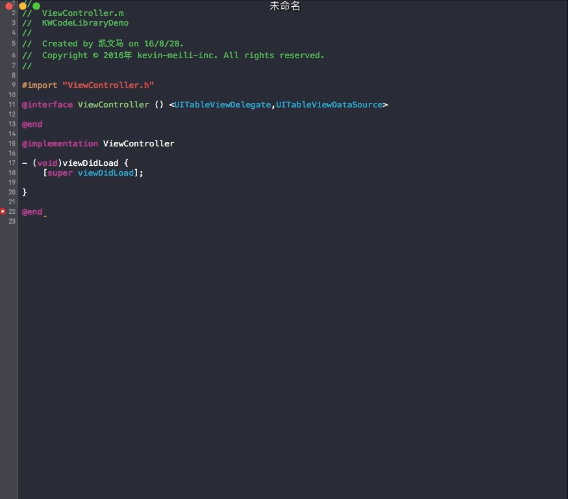 未命名
1 //
2 //  ViewController.m
3 //  KWCodeLibraryDemo
4 //
5 //  Created by 凯文马 on 16/8/28.
6 //  Copyright © 2016年 kevin-meili-inc. All rights reserved.
7 //
8
9 #import "ViewController.h"
10
11 @interface ViewController () <UITableViewDelegate,UITableViewDataSource>
12
13 @end
14
15 @implementation ViewController
16
17 - (void)viewDidLoad {
18     [super viewDidLoad];
19
20 }
21
22 @end
23